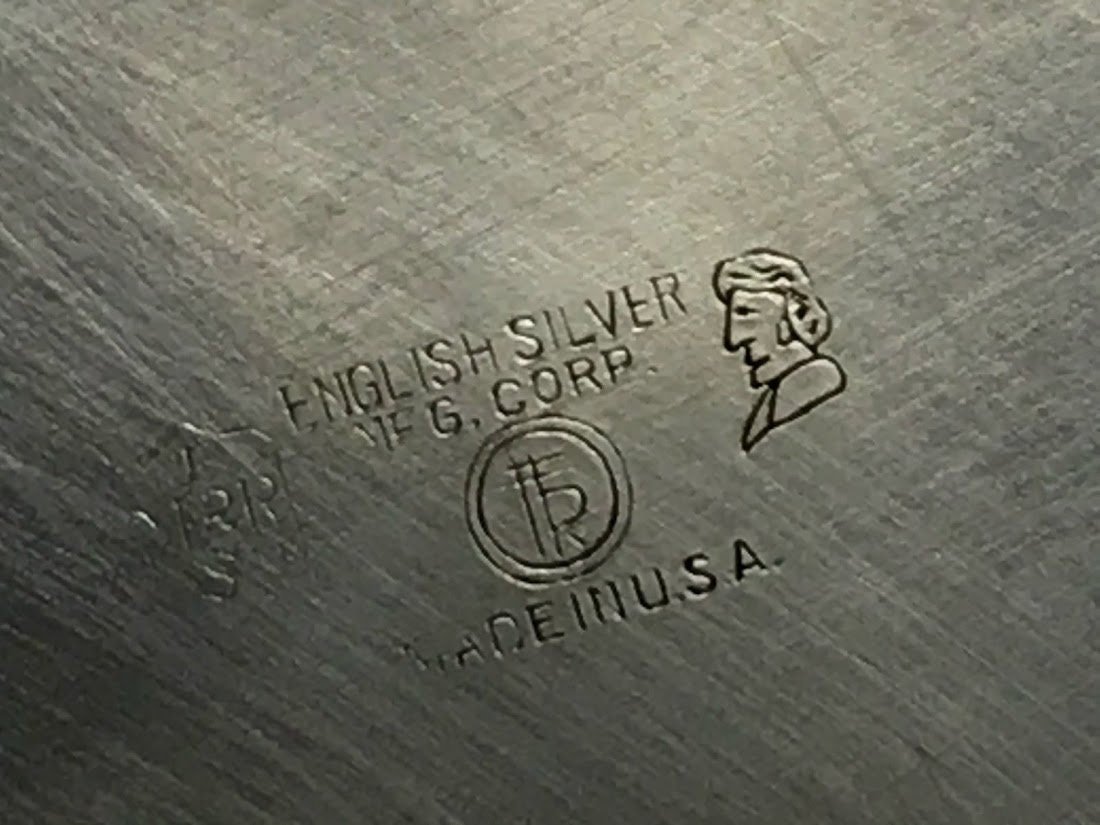 ENGLISH SILVER
MFG. CORP.
MADE IN U.S.A.